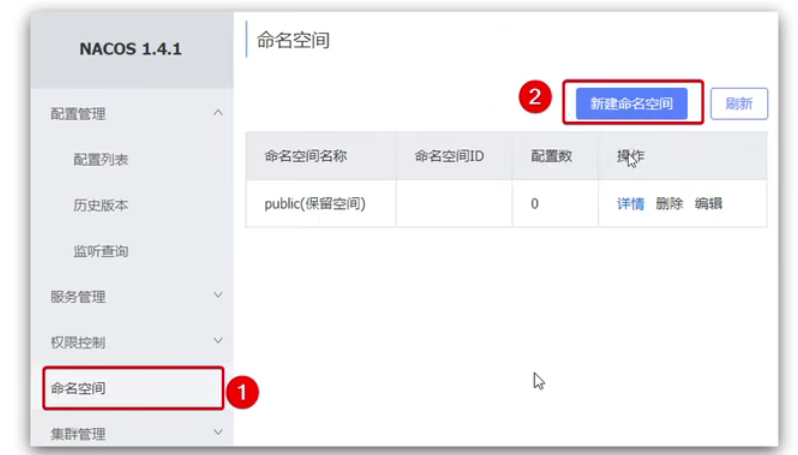 NACOS 1.4.1
配置管理
配置列表
历史版本
监听查询
服务管理
权限控制
命名空间
1
集群管理
命名空间
2
新建命名空间
刷新
命名空间名称 命名空间ID 配置数 操作
public(保留空间) 0 详情 删除 编辑